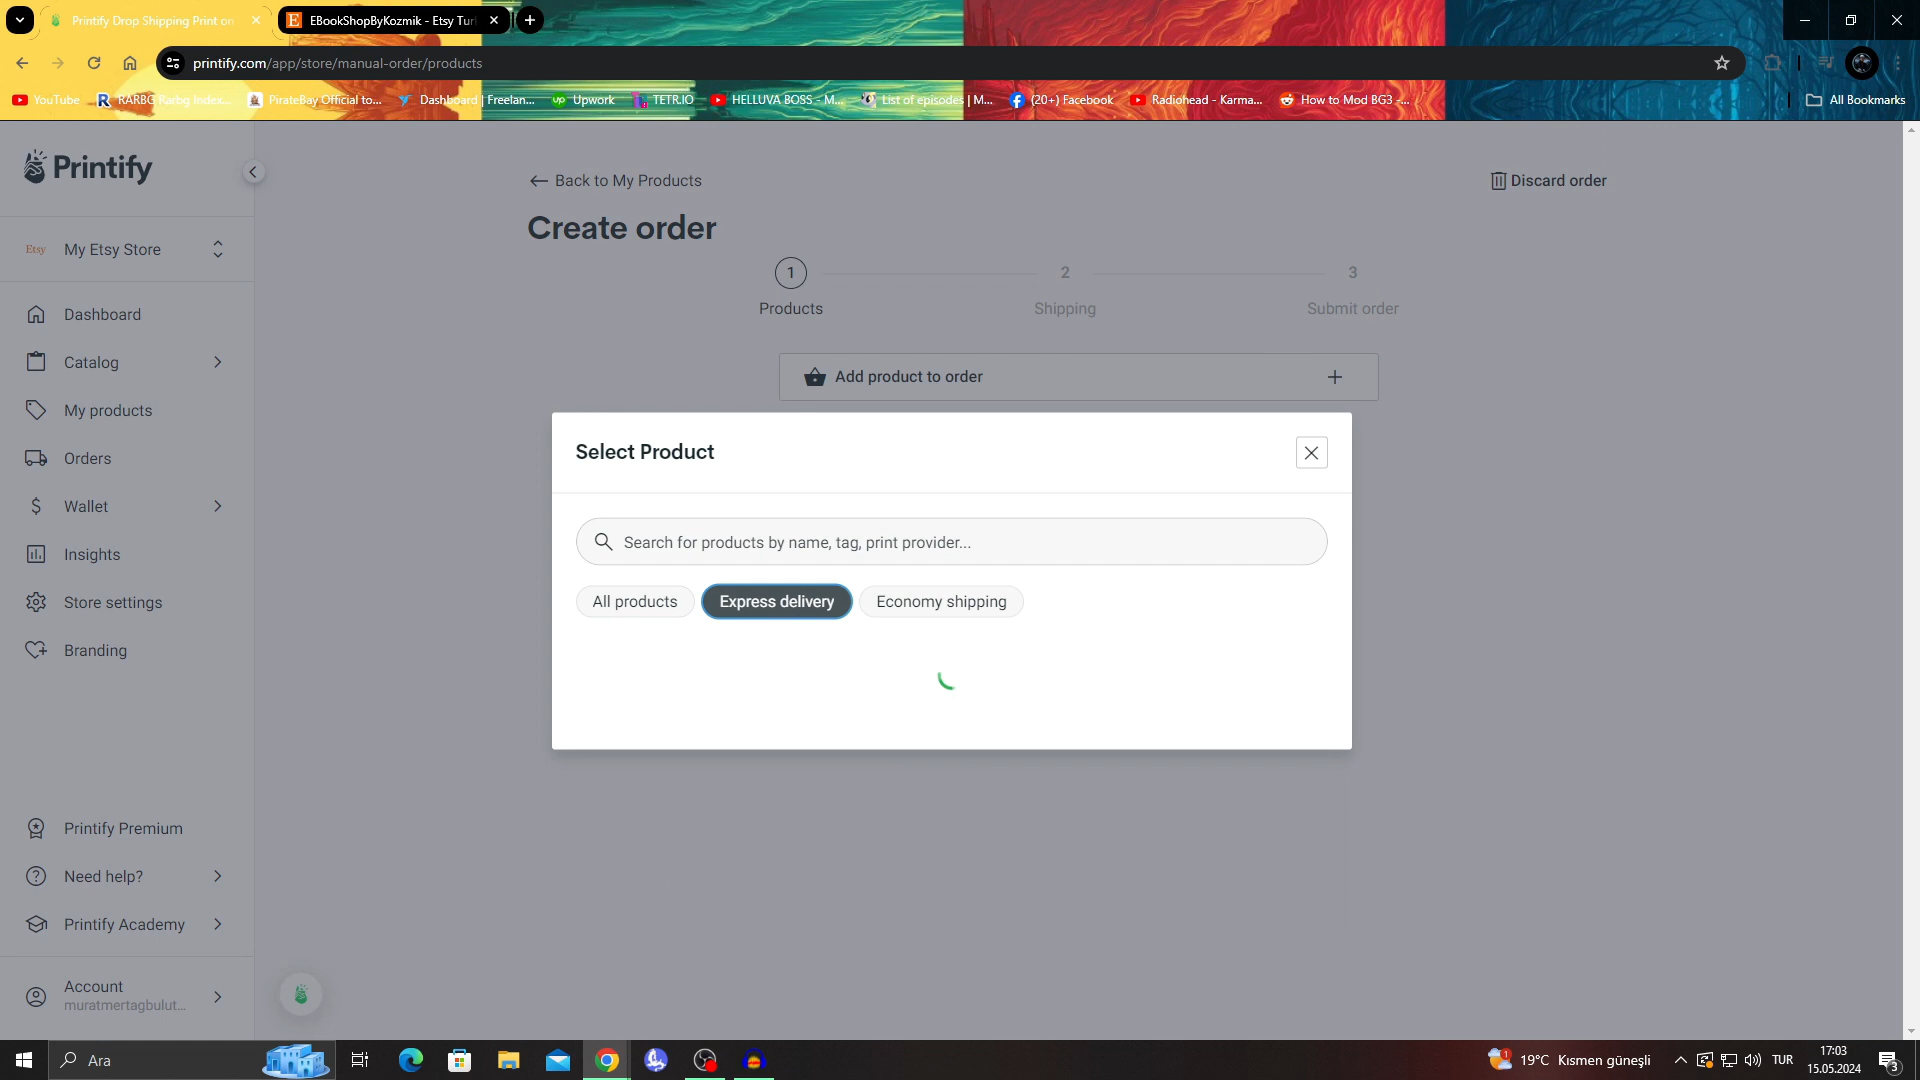 Printify Drop Shipping Print on
EBookShopByKozmik - Etsy Tur
printify.com/app/store/manual-order/products
YouTube
RARBG Rarbg Index...
PirateBay Official to...
Dashboard | Freelan...
Upwork
TETR.IO
HELLUVA BOSS - M...
List of episodes | M...
(20+) Facebook
Radiohead - Karma...
How to Mod BG3 -...
All Bookmarks
Printify
Back to My Products
Discard order
Create order
Etsy My Etsy Store
1 2 3
Products Shipping Submit order
Dashboard
Catalog
My products
Orders
Wallet
Insights
Store settings
Branding
Add product to order
Select Product
Search for products by name, tag, print provider...
All products Express delivery Economy shipping
Printify Premium
Need help?
Printify Academy
Account
muratmertagbulut...
Ara
1
19°C Kısmen güneşli
TUR
17:03
15.05.2024
3